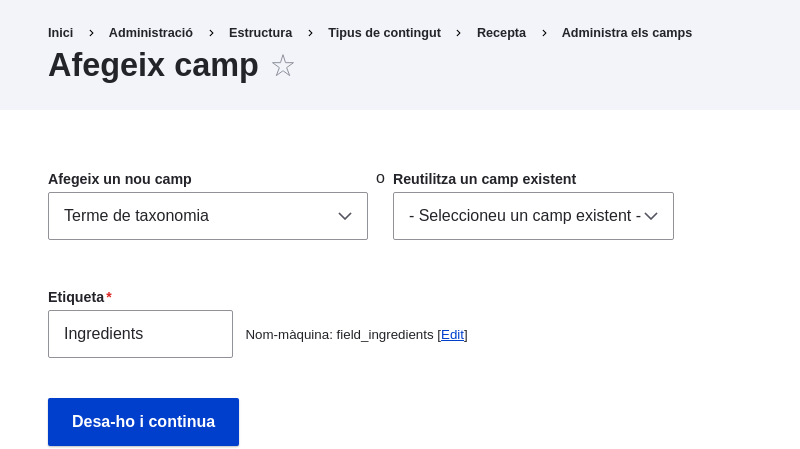 Inici > Administració > Estructura > Tipus de contingut > Recepta > Administra els camps
Afegeix camp ☆
Afegeix un nou camp o Reutilitza un camp existent
Terme de taxonomia - Seleccioneu un camp existent -
Etiqueta*
Ingredients Nom-màquina: field_ingredients [Edit]
Desa-ho i continua